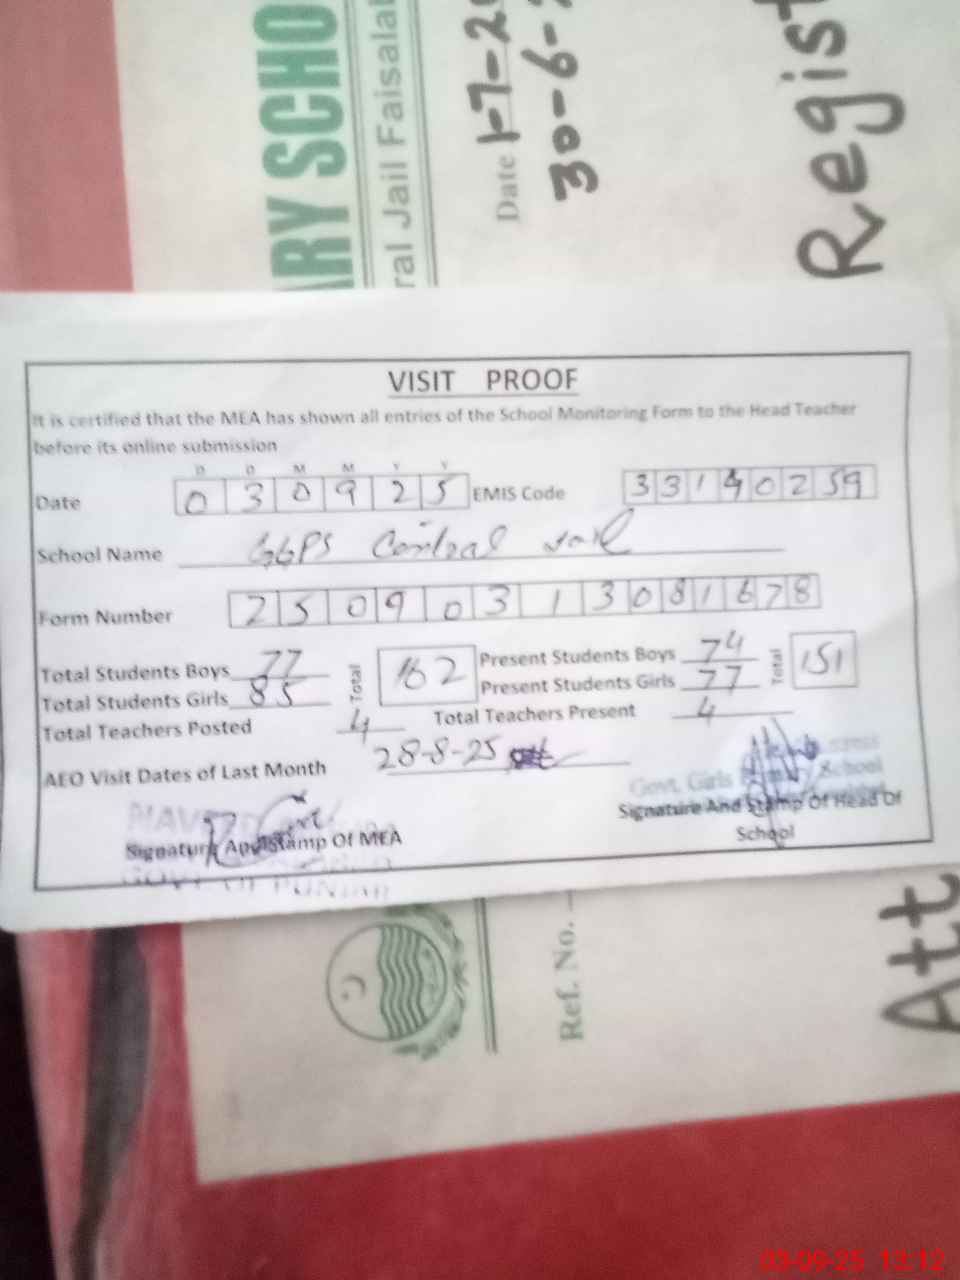 ARY SCHO
ral Jail Faisala
Date 1-7-2
30-6-
Regist
VISIT PROOF
It is certified that the MEA has shown all entries of the School Monitoring Form to the Head Teacher
before its online submission
D D M M Y Y
Date 0 3 0 9 2 5 EMIS Code 3 3 1 4 0 2 5 9
School Name GGPS Central Jail
Form Number 2 5 0 9 0 3 1 3 0 8 1 6 7 8
Total Students Boys 77 Total 162 Present Students Boys 74 Total 151
Total Students Girls 85 Present Students Girls 77
Total Teachers Posted 4 Total Teachers Present 4
AEO Visit Dates of Last Month 28-8-25
Govt. Girls School
Signature And Stamp Of MEA Signature And Stamp Of Head Of
School
GOVT OF PUNJAB
Ref. No.
Att
03-09-25 13:12